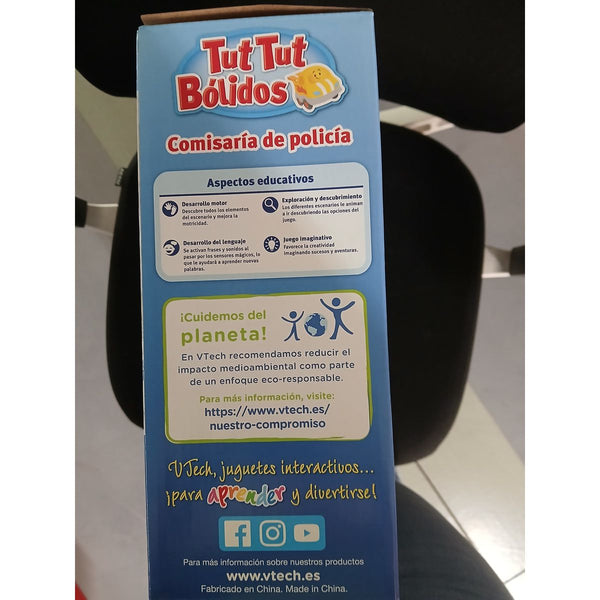 Tut Tut
Bólidos
Comisaría de policía
Aspectos educativos
Desarrollo motor
Descubre todos los elementos
del escenario y mejora la
motricidad.
Exploración y descubrimiento
Los diferentes escenarios le animan
a ir descubriendo las opciones del
juego.
Desarrollo del lenguaje
Se activan frases y sonidos al
pasar por los sensores mágicos, lo
que le ayudará a aprender nuevas
palabras.
Juego imaginativo
Favorece la creatividad
imaginando sucesos y aventuras.
¡Cuidemos del
planeta!
En VTech recomendamos reducir el
impacto medioambiental como parte
de un enfoque eco-responsable.
Para más información, visite:
https://www.vtech.es/
nuestro-compromiso
VTech, juguetes interactivos...
¡para aprender y divertirse!
Para más información sobre nuestros productos
www.vtech.es
Fabricado en China. Made in China.